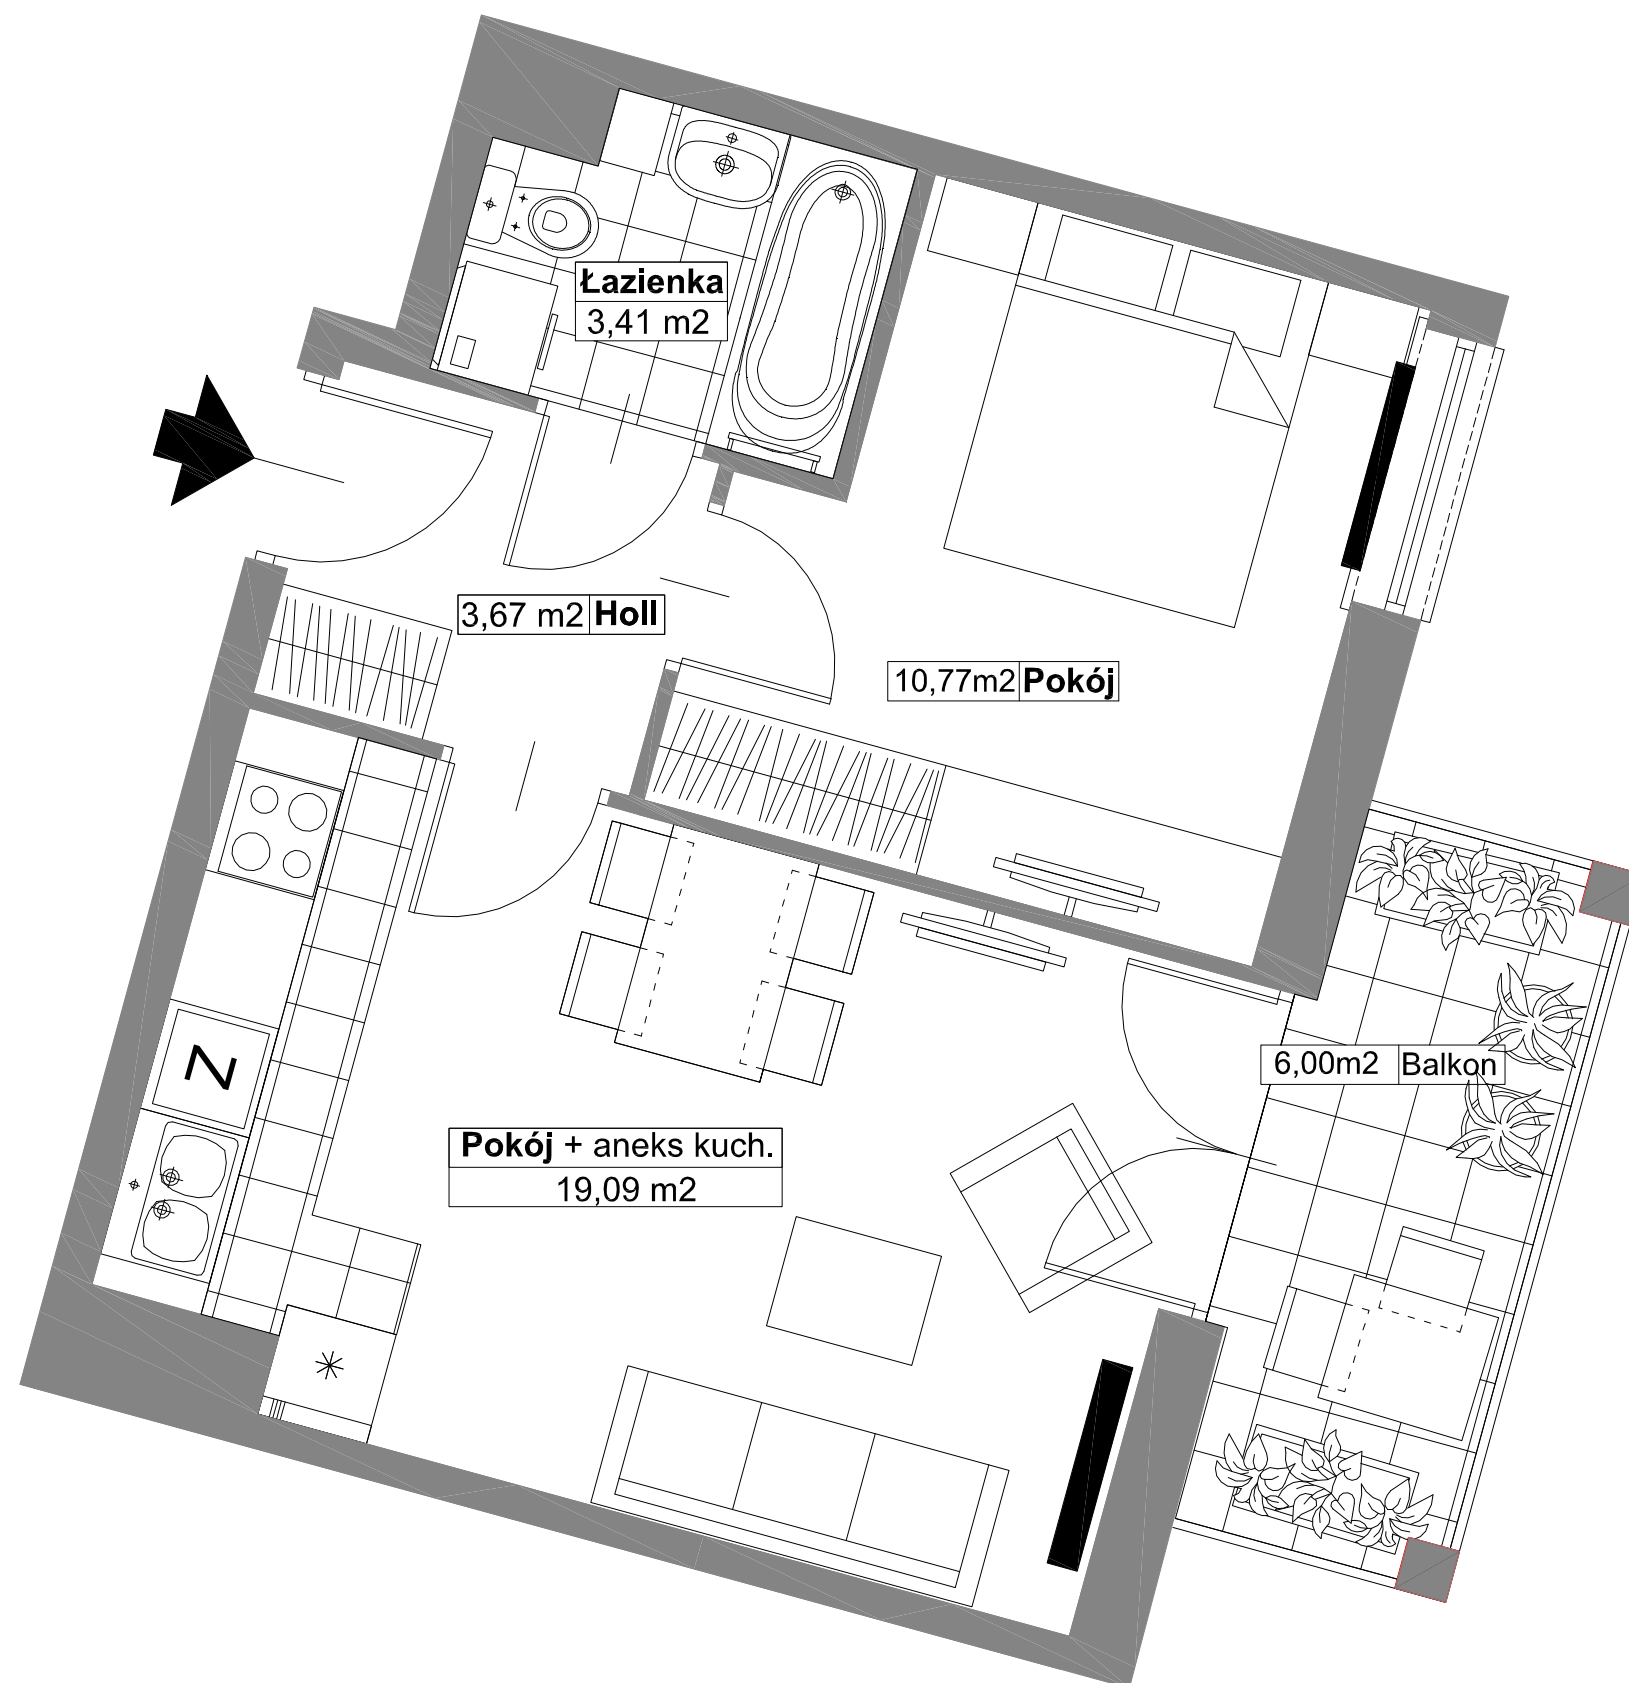 Łazienka
3,41 m2
3,67 m2 Holl
10,77m2 Pokój
6,00m2 Balkon
Z
Pokój + aneks kuch.
19,09 m2